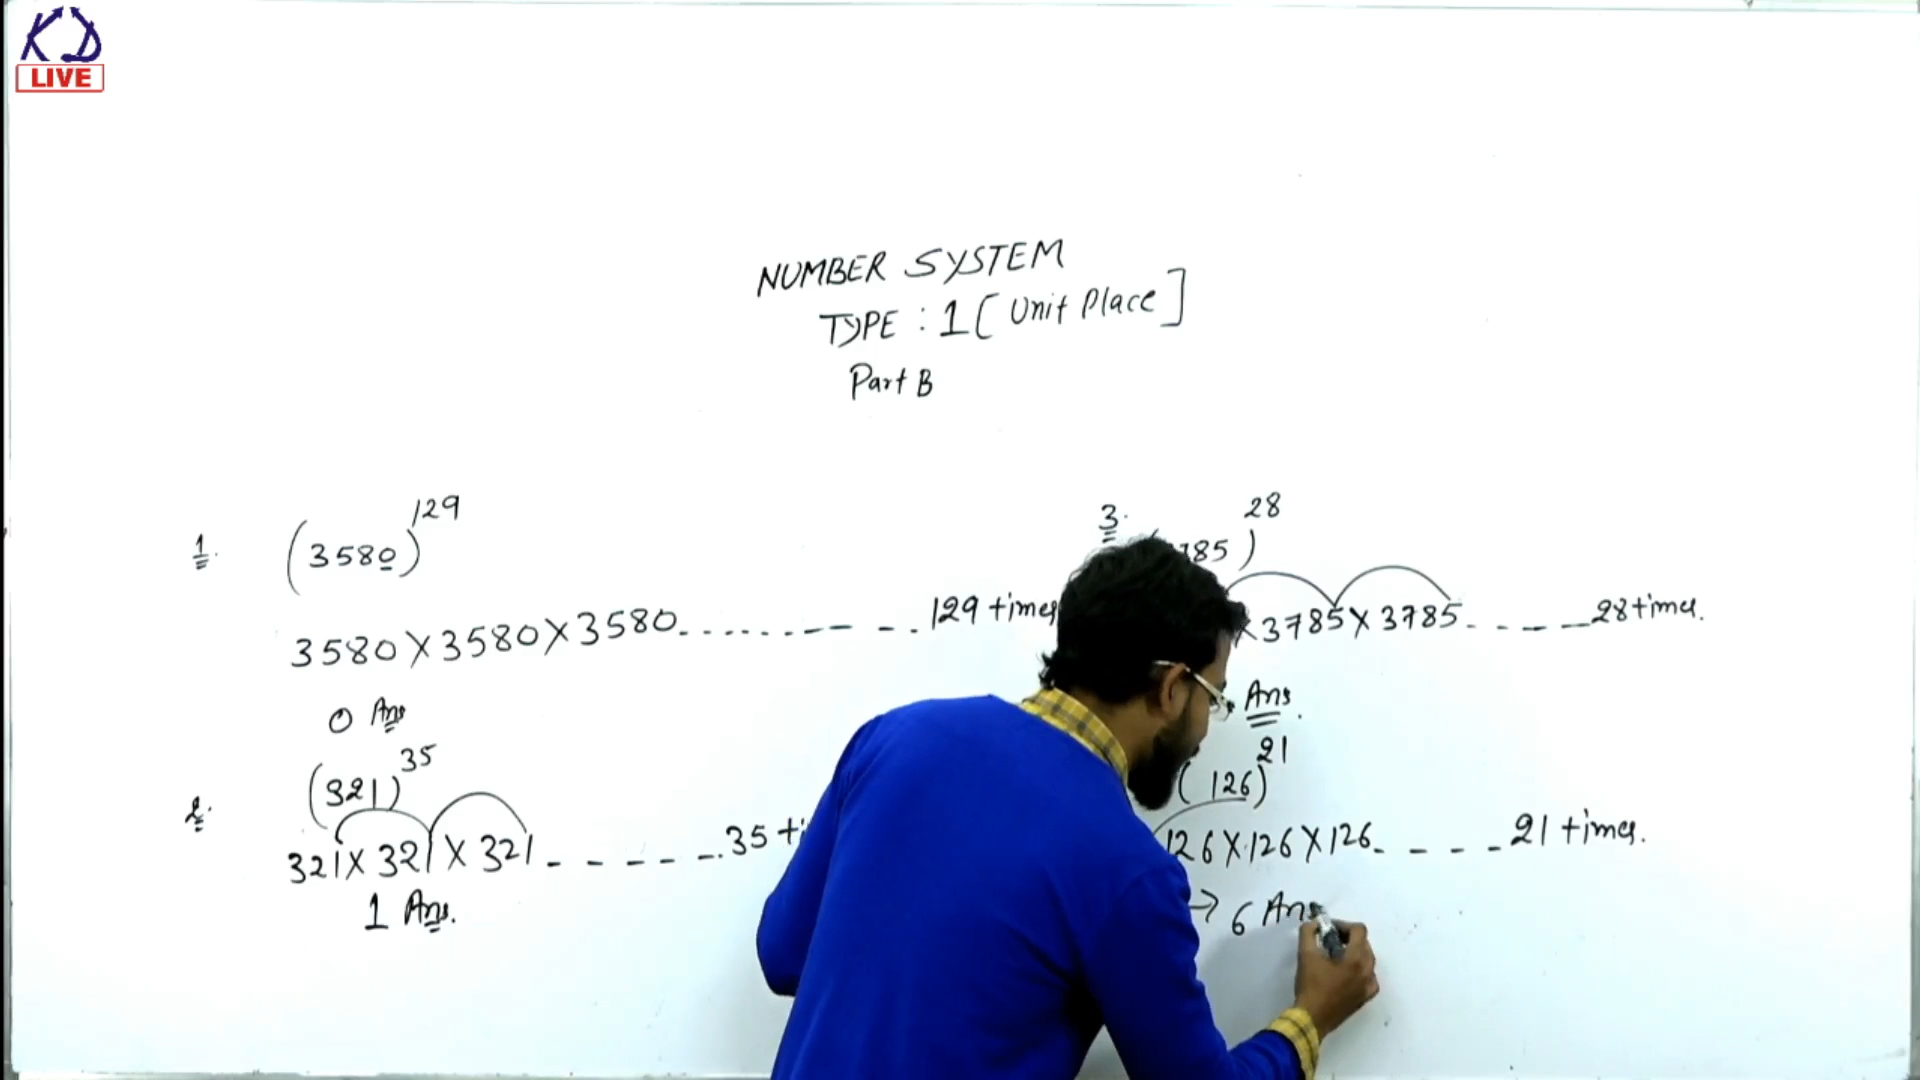 KD
LIVE
NUMBER SYSTEM
TYPE : 1 [ Unit Place ]
Part B
1. (3580)^129
3580 X 3580 X 3580 . . . . . . . - - - - . 129 times
0 Ans
2. (321)^35
321 X 321 X 321 - - - - - . 35 ti
1 Ans.
3. 785)^28
X 3785 X 3785 . - - - - 28 times.
Ans.
(126)^21
126 X 126 X 126 . - - - - 21 times.
→ 6 Ans